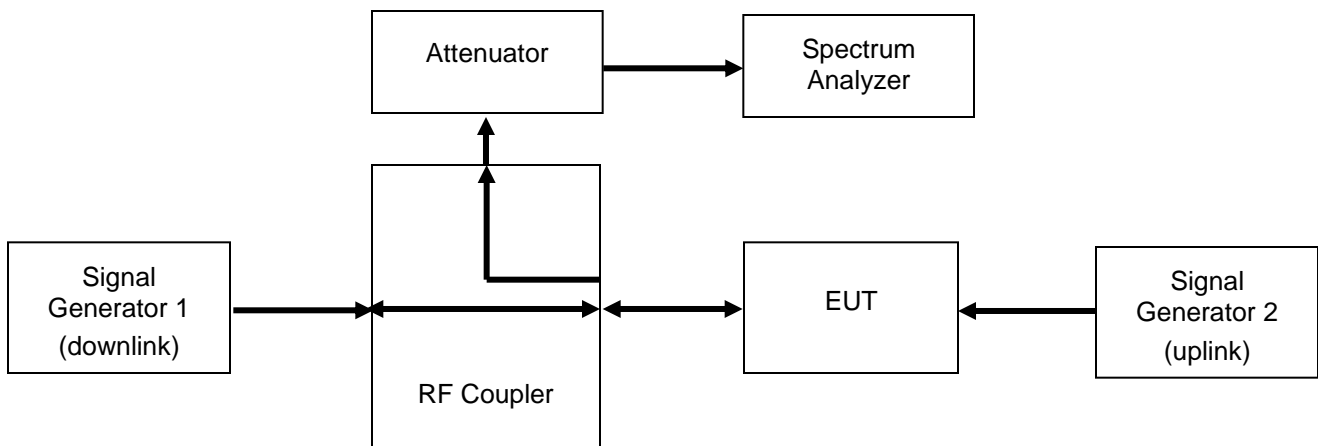 Attenuator
Spectrum
Analyzer
Signal
Generator 1
(downlink)
RF Coupler
EUT
Signal
Generator 2
(uplink)